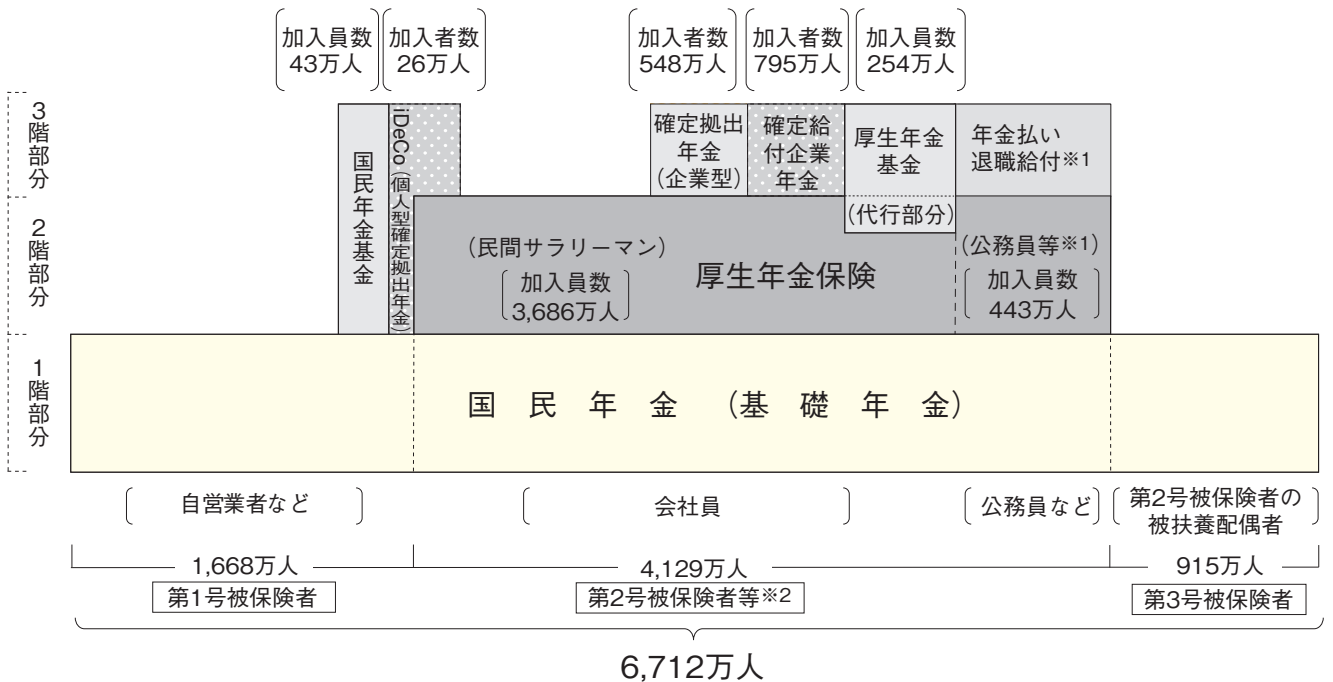 加入員数
43万人
加入者数
26万人
加入者数
548万人
加入者数
795万人
加入員数
254万人
3階部分
2階部分
1階部分
国民年金基金
iDeCo(個人型確定拠出年金)
確定拠出
年金
(企業型)
確定給
付企業
年金
厚生年金
基金
(代行部分)
年金払い
退職給付※1
(民間サラリーマン)
加入員数
3,686万人
厚生年金保険
(公務員等※1)
加入員数
443万人
国民年金(基礎年金)
自営業者など
会社員
公務員など
第2号被保険者の
被扶養配偶者
1,668万人
第1号被保険者
4,129万人
第2号被保険者等※2
915万人
第3号被保険者
6,712万人